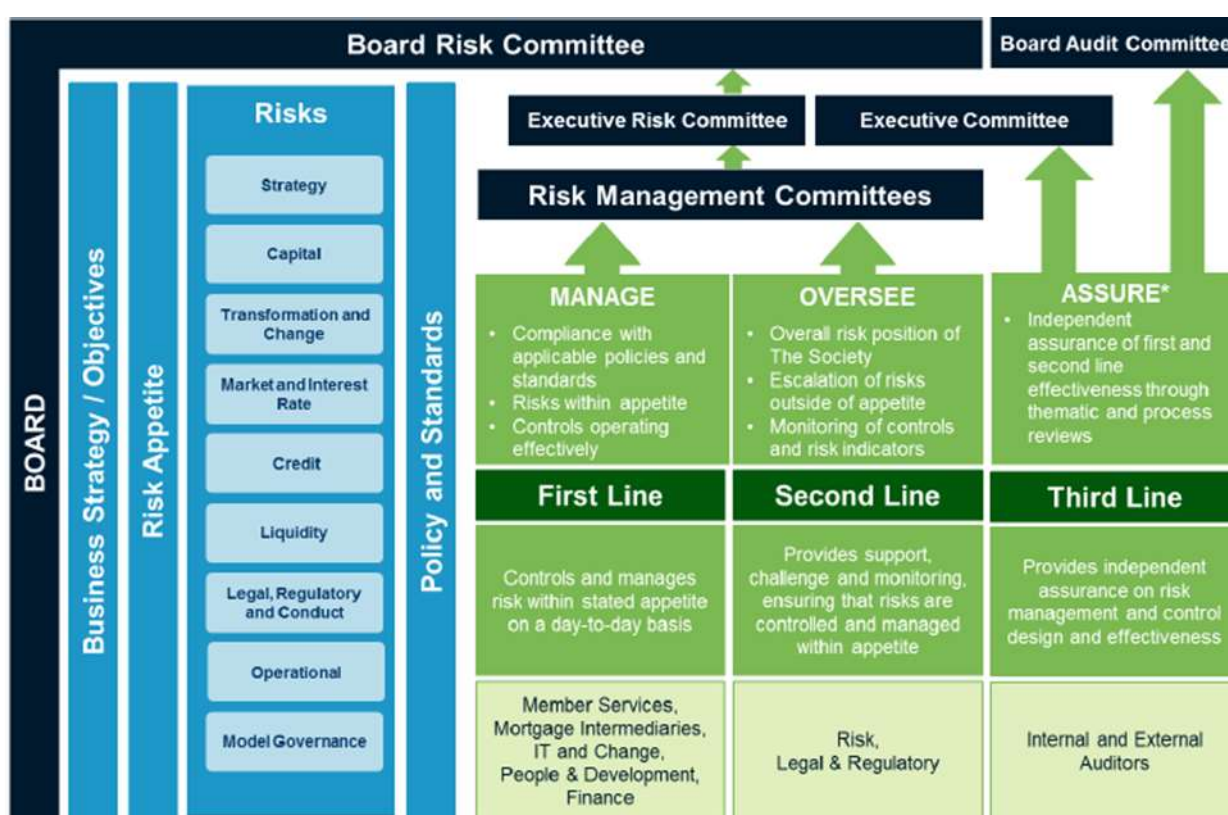 Board Risk Committee
Board Audit Committee
BOARD
Business Strategy / Objectives
Risk Appetite
Risks
Strategy
Capital
Transformation and
Change
Market and Interest
Rate
Credit
Liquidity
Legal, Regulatory
and Conduct
Operational
Model Governance
Policy and Standards
Executive Risk Committee
Executive Committee
Risk Management Committees
MANAGE
• Compliance with
applicable policies and
standards
• Risks within appetite
• Controls operating
effectively
OVERSEE
• Overall risk position of
The Society
• Escalation of risks
outside of appetite
• Monitoring of controls
and risk indicators
ASSURE*
• Independent
assurance of first and
second line
effectiveness through
thematic and process
reviews
First Line
Second Line
Third Line
Controls and manages
risk within stated appetite
on a day-to-day basis
Provides support,
challenge and monitoring,
ensuring that risks are
controlled and managed
within appetite
Provides independent
assurance on risk
management and control
design and effectiveness
Member Services,
Mortgage Intermediaries,
IT and Change,
People & Development,
Finance
Risk,
Legal & Regulatory
Internal and External
Auditors